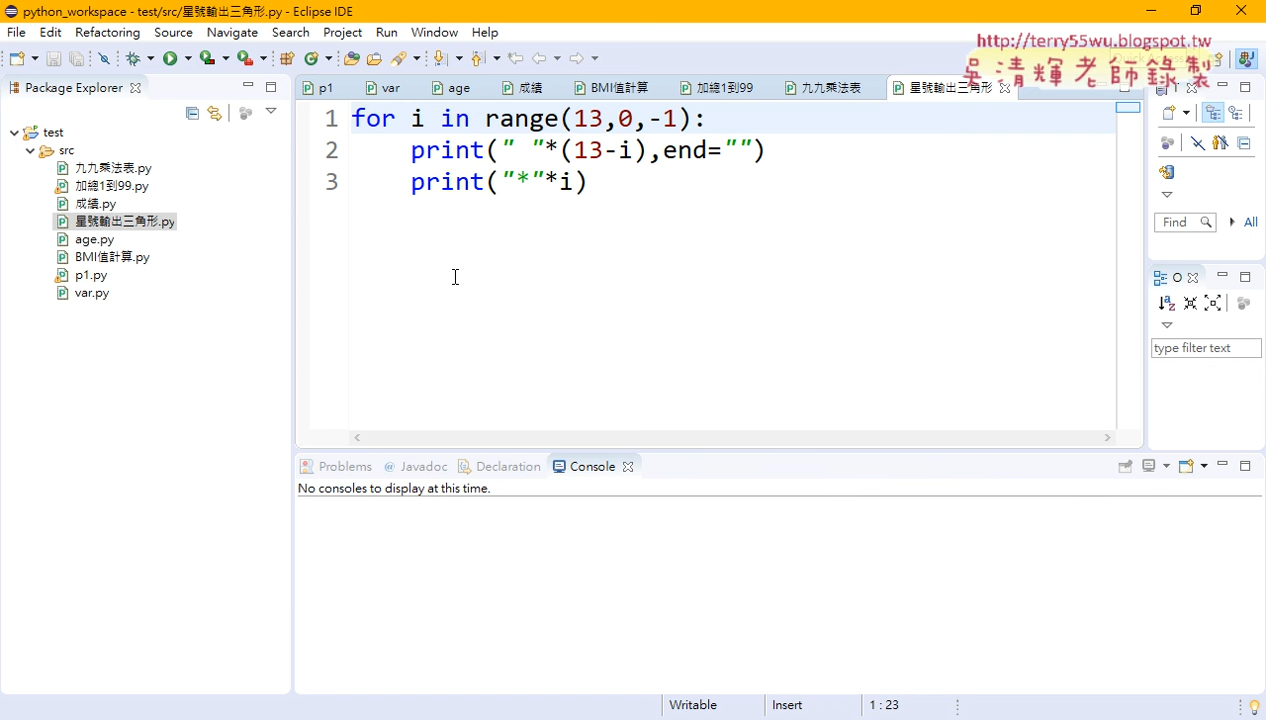 python_workspace - test/src/星號輸出三角形.py - Eclipse IDE
File Edit Refactoring Source Navigate Search Project Run Window Help
http://terry55wu.blogspot.tw
吳清輝老師錄製
Package Explorer
p1 var age 成績 BMI值計算 加總1到99 九九乘法表 星號輸出三角形
test
src
九九乘法表.py
加總1到99.py
成績.py
星號輸出三角形.py
age.py
BMI值計算.py
p1.py
var.py
1 for i in range(13,0,-1):
2 print(" "*(13-i),end="")
3 print("*"*i)
Find All
O
type filter text
Problems Javadoc Declaration Console
No consoles to display at this time.
Writable Insert 1 : 23